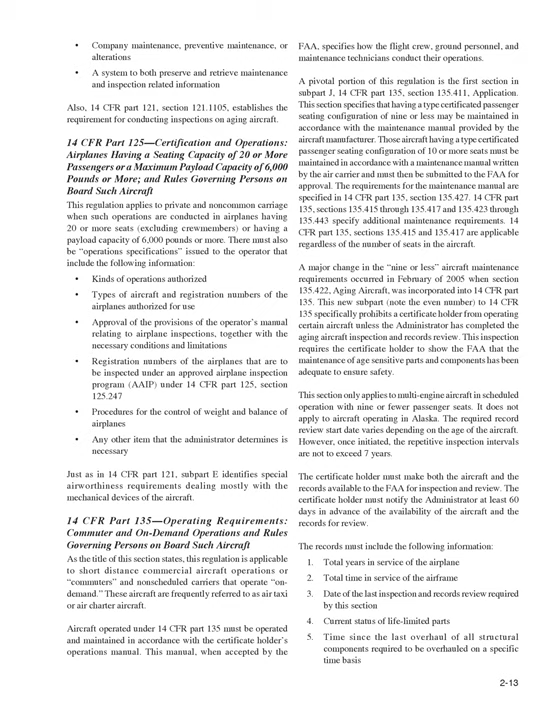 • Company maintenance, preventive maintenance, or
alterations
• A system to both preserve and retrieve maintenance
and inspection related information
Also, 14 CFR part 121, section 121.1105, establishes the
requirement for conducting inspections on aging aircraft.
14 CFR Part 125—Certification and Operations:
Airplanes Having a Seating Capacity of 20 or More
Passengers or a Maximum Payload Capacity of 6,000
Pounds or More; and Rules Governing Persons on
Board Such Aircraft
This regulation applies to private and noncommon carriage
when such operations are conducted in airplanes having
20 or more seats (excluding crewmembers) or having a
payload capacity of 6,000 pounds or more. There must also
be “operations specifications” issued to the operator that
include the following information:
• Kinds of operations authorized
• Types of aircraft and registration numbers of the
airplanes authorized for use
• Approval of the provisions of the operator’s manual
relating to airplane inspections, together with the
necessary conditions and limitations
• Registration numbers of the airplanes that are to
be inspected under an approved airplane inspection
program (AAIP) under 14 CFR part 125, section
125.247
• Procedures for the control of weight and balance of
airplanes
• Any other item that the administrator determines is
necessary
Just as in 14 CFR part 121, subpart E identifies special
airworthiness requirements dealing mostly with the
mechanical devices of the aircraft.
14 CFR Part 135—Operating Requirements:
Commuter and On-Demand Operations and Rules
Governing Persons on Board Such Aircraft
As the title of this section states, this regulation is applicable
to short distance commercial aircraft operations or
“commuters” and nonscheduled carriers that operate “on-
demand.” These aircraft are frequently referred to as air taxi
or air charter aircraft.
Aircraft operated under 14 CFR part 135 must be operated
and maintained in accordance with the certificate holder’s
operations manual. This manual, when accepted by the
FAA, specifies how the flight crew, ground personnel, and
maintenance technicians conduct their operations.
A pivotal portion of this regulation is the first section in
subpart J, 14 CFR part 135, section 135.411, Application.
This section specifies that having a type certificated passenger
seating configuration of nine or less may be maintained in
accordance with the maintenance manual provided by the
aircraft manufacturer. Those aircraft having a type certificated
passenger seating configuration of 10 or more seats must be
maintained in accordance with a maintenance manual written
by the air carrier and must then be submitted to the FAA for
approval. The requirements for the maintenance manual are
specified in 14 CFR part 135, section 135.427. 14 CFR part
135, sections 135.415 through 135.417 and 135.423 through
135.443 specify additional maintenance requirements. 14
CFR part 135, sections 135.415 and 135.417 are applicable
regardless of the number of seats in the aircraft.
A major change in the “nine or less” aircraft maintenance
requirements occurred in February of 2005 when section
135.422, Aging Aircraft, was incorporated into 14 CFR part
135. This new subpart (note the even number) to 14 CFR
135 specifically prohibits a certificate holder from operating
certain aircraft unless the Administrator has completed the
aging aircraft inspection and records review. This inspection
requires the certificate holder to show the FAA that the
maintenance of age sensitive parts and components has been
adequate to ensure safety.
This section only applies to multi-engine aircraft in scheduled
operation with nine or fewer passenger seats. It does not
apply to aircraft operating in Alaska. The required record
review start date varies depending on the age of the aircraft.
However, once initiated, the repetitive inspection intervals
are not to exceed 7 years.
The certificate holder must make both the aircraft and the
records available to the FAA for inspection and review. The
certificate holder must notify the Administrator at least 60
days in advance of the availability of the aircraft and the
records for review.
The records must include the following information:
1. Total years in service of the airplane
2. Total time in service of the airframe
3. Date of the last inspection and records review required
by this section
4. Current status of life-limited parts
5. Time since the last overhaul of all structural
components required to be overhauled on a specific
time basis
2-13